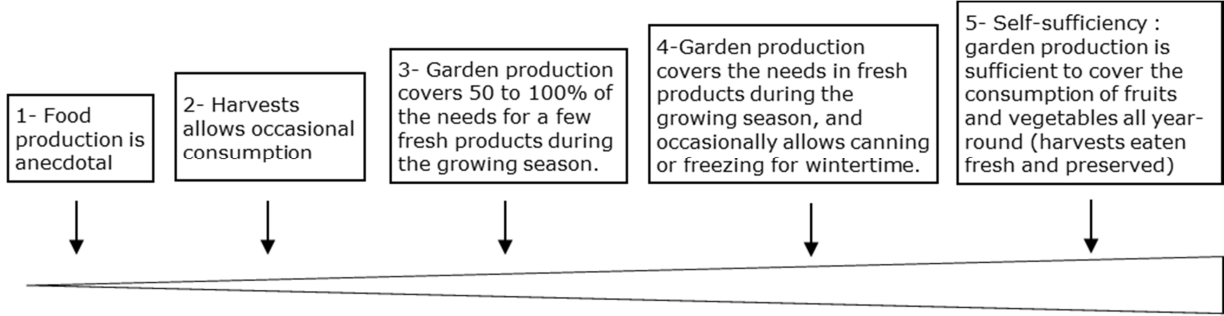 1- Food
production is
anecdotal
2- Harvests
allows occasional
consumption
3- Garden production
covers 50 to 100% of
the needs for a few
fresh products during
the growing season.
4-Garden production
covers the needs in fresh
products during the
growing season, and
occasionally allows canning
or freezing for wintertime.
5- Self-sufficiency :
garden production is
sufficient to cover the
consumption of fruits
and vegetables all year-
round (harvests eaten
fresh and preserved)